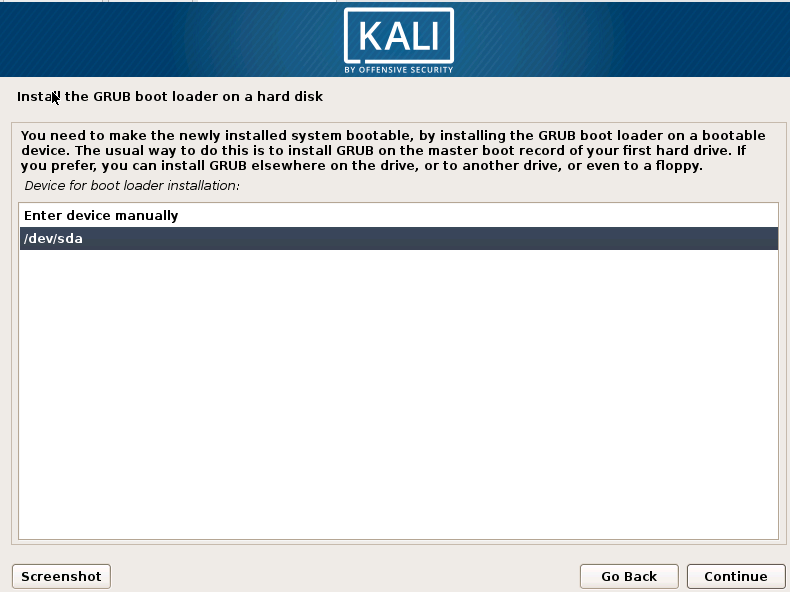 KALI
BY OFFENSIVE SECURITY
Install the GRUB boot loader on a hard disk
You need to make the newly installed system bootable, by installing the GRUB boot loader on a bootable
device. The usual way to do this is to install GRUB on the master boot record of your first hard drive. If
you prefer, you can install GRUB elsewhere on the drive, or to another drive, or even to a floppy.
Device for boot loader installation:
Enter device manually
/dev/sda
Screenshot
Go Back
Continue